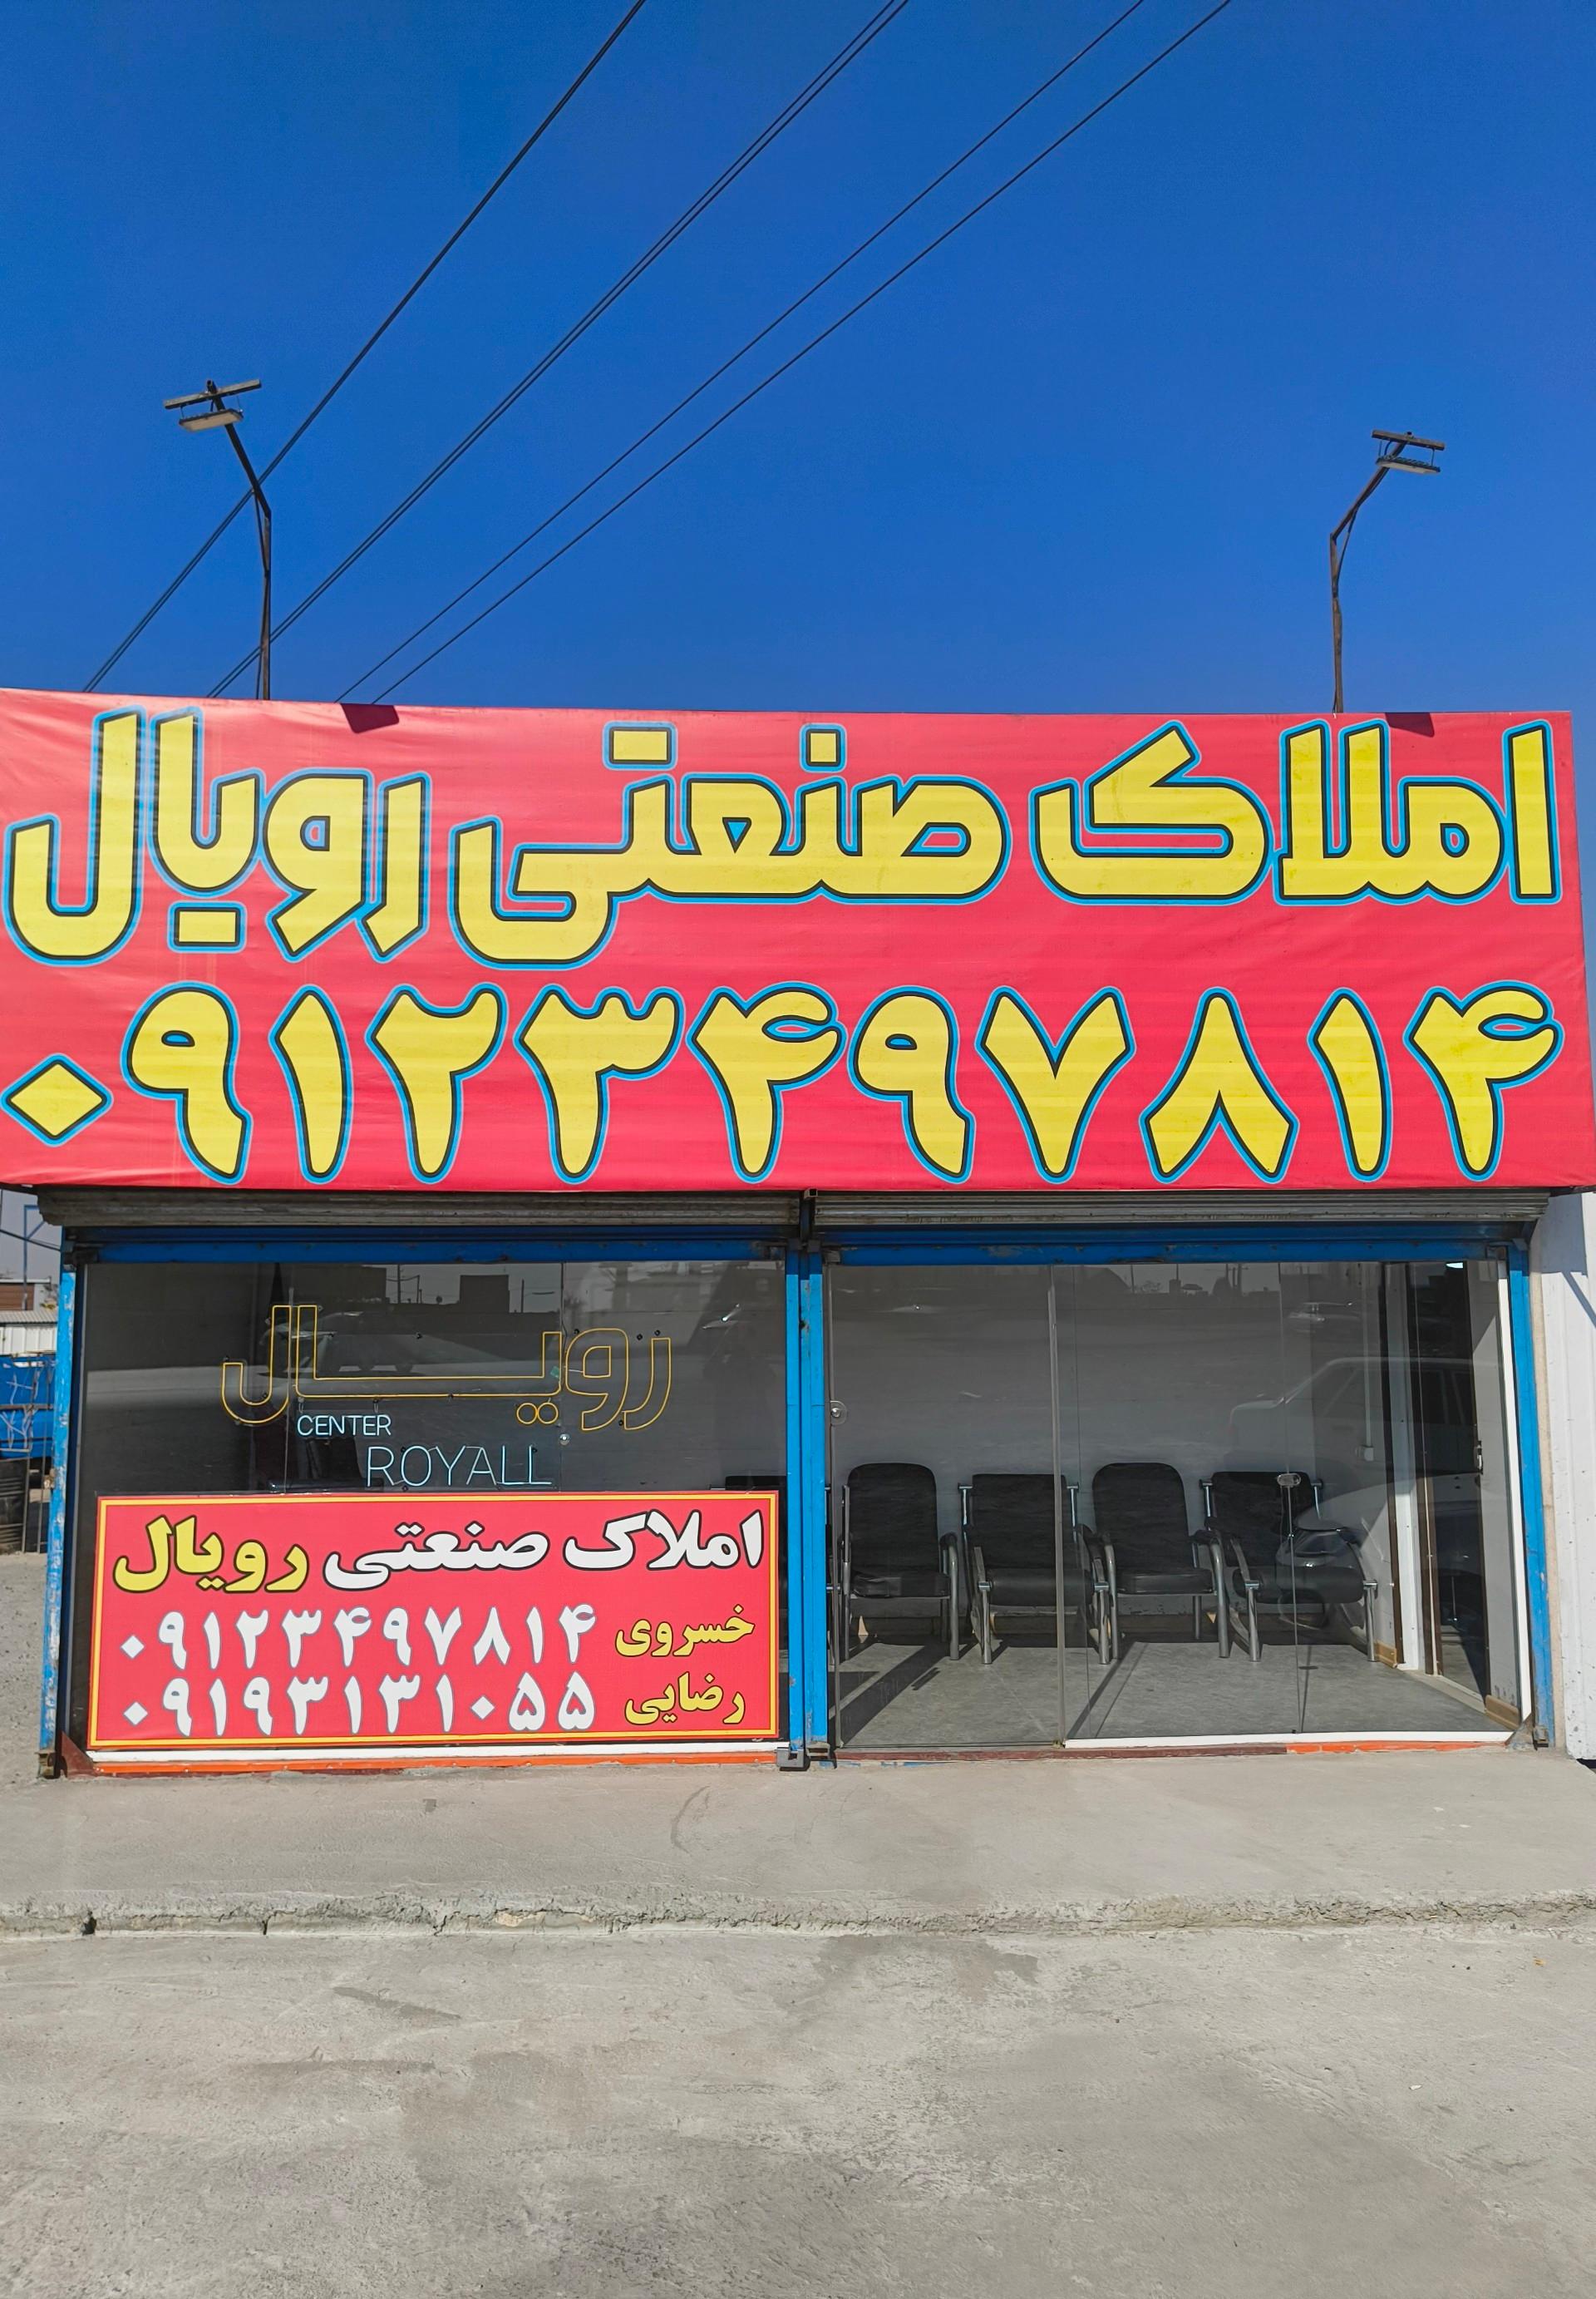 املاک صنعتی رویال
۰۹۱۲۳۴۹۷۸۱۴
رویال
CENTER
ROYALL
املاک صنعتی رویال
خسروی ۰۹۱۲۳۴۹۷۸۱۴
رضایی ۰۹۱۹۳۱۳۱۰۵۵